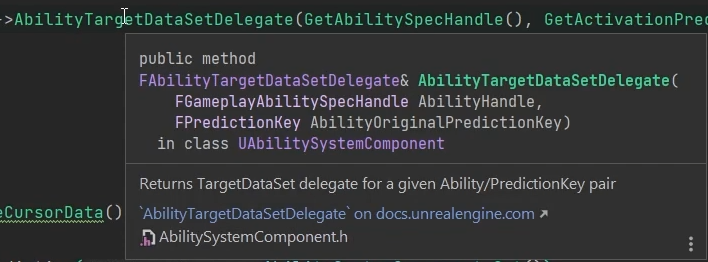 ->AbilityTargetDataSetDelegate(GetAbilitySpecHandle(), GetActivationPred
public method
FAbilityTargetDataSetDelegate& AbilityTargetDataSetDelegate(
FGameplayAbilitySpecHandle AbilityHandle,
FPredictionKey AbilityOriginalPredictionKey)
in class UAbilitySystemComponent
Returns TargetDataSet delegate for a given Ability/PredictionKey pair
eCursorData()
`AbilityTargetDataSetDelegate` on docs.unrealengine.com ↗
.h AbilitySystemComponent.h